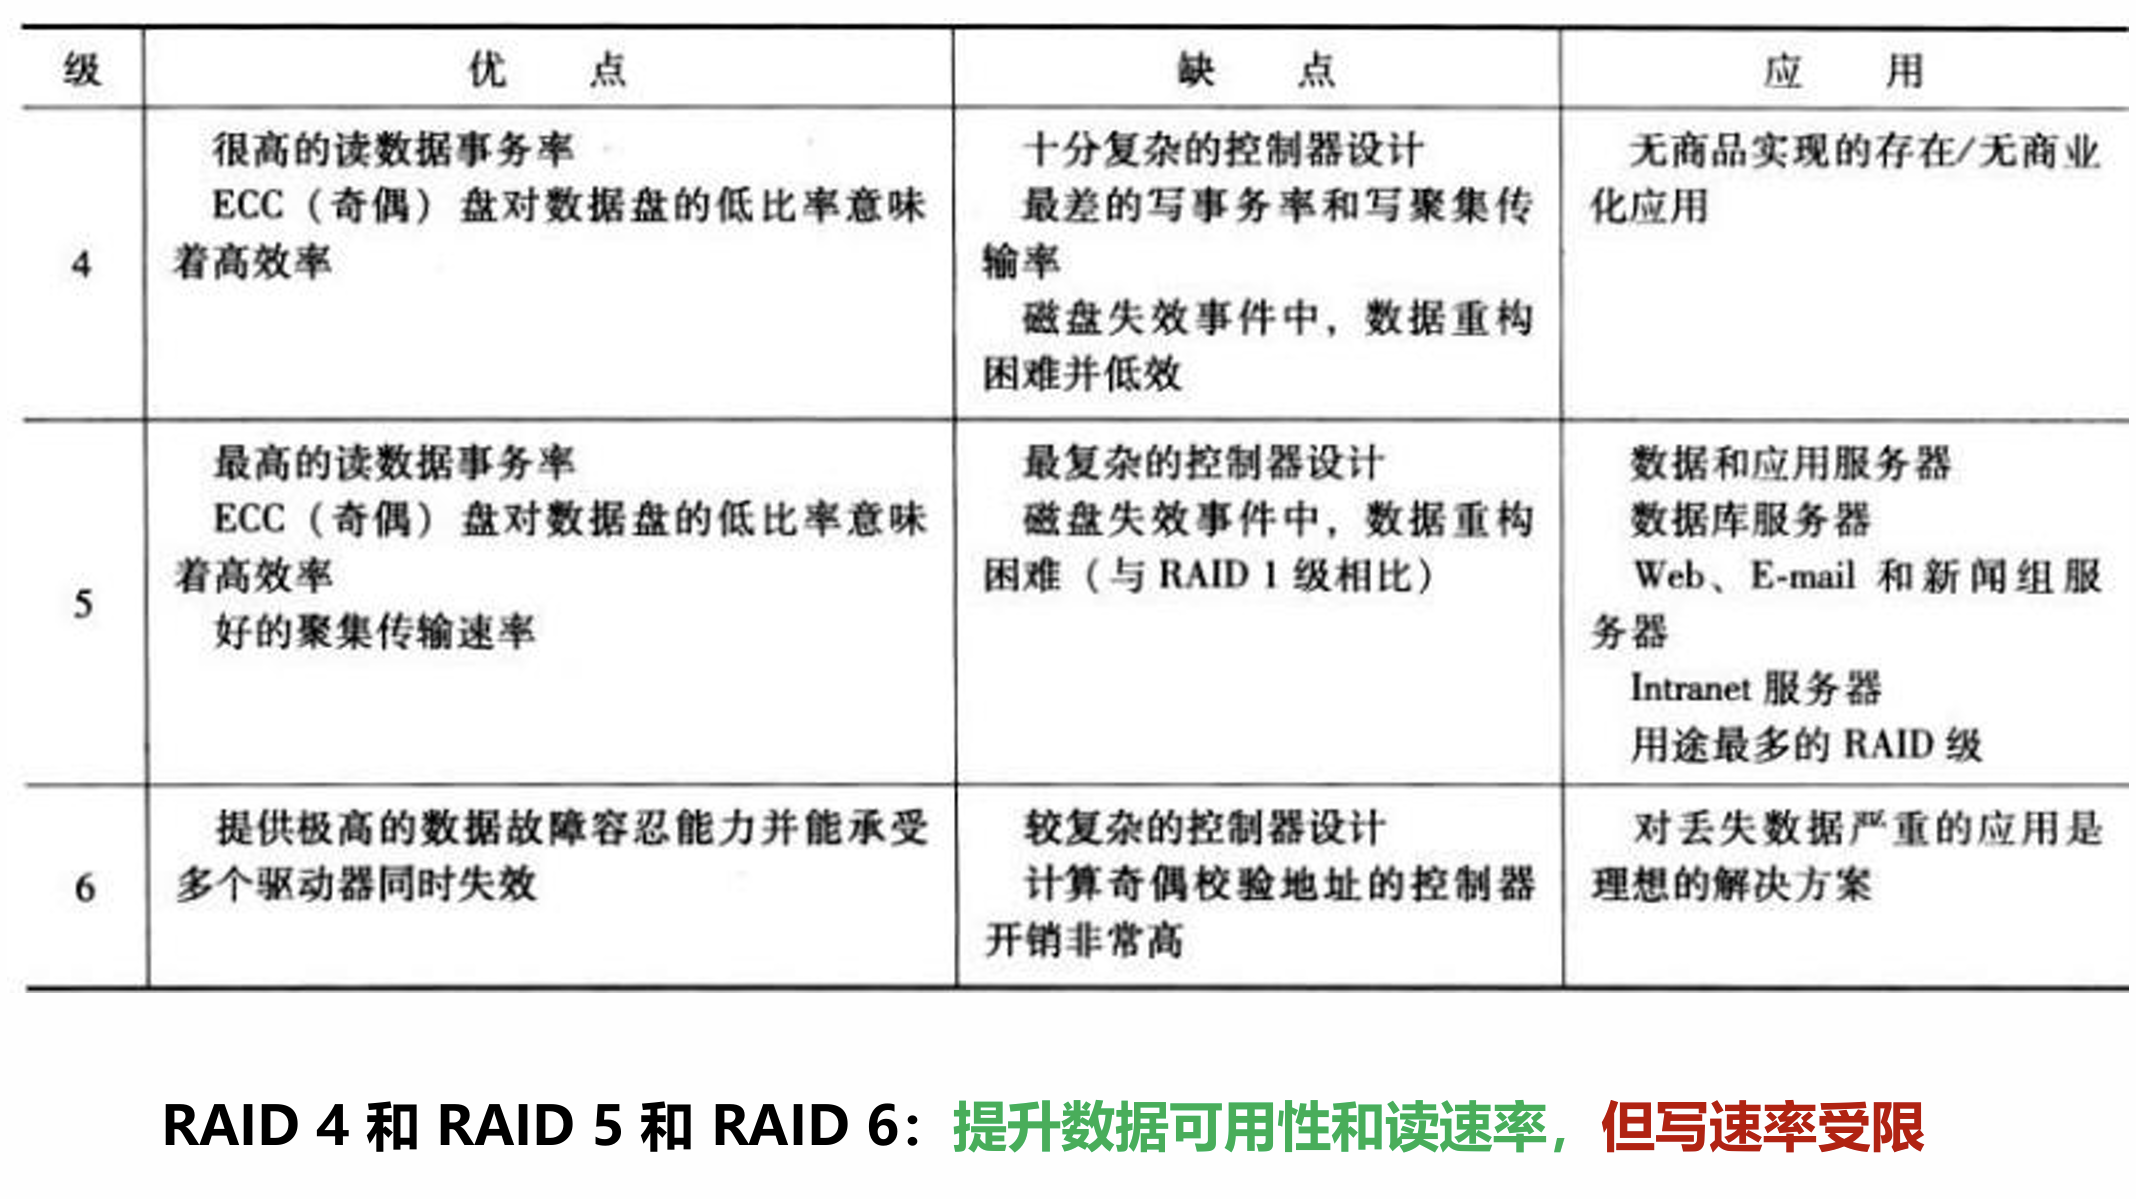 级 优 点 缺 点 应 用
4
很高的读数据事务率
ECC（奇偶）盘对数据盘的低比率意味
着高效率
十分复杂的控制器设计
最差的写事务率和写聚集传
输率
磁盘失效事件中，数据重构
困难并低效
无商品实现的存在/无商业
化应用
5
最高的读数据事务率
ECC（奇偶）盘对数据盘的低比率意味
着高效率
好的聚集传输速率
最复杂的控制器设计
磁盘失效事件中，数据重构
困难（与 RAID 1 级相比）
数据和应用服务器
数据库服务器
Web、E-mail 和新闻组服
务器
Intranet 服务器
用途最多的 RAID 级
6
提供极高的数据故障容忍能力并能承受
多个驱动器同时失效
较复杂的控制器设计
计算奇偶校验地址的控制器
开销非常高
对丢失数据严重的应用是
理想的解决方案
RAID 4 和 RAID 5 和 RAID 6：提升数据可用性和读速率，但写速率受限